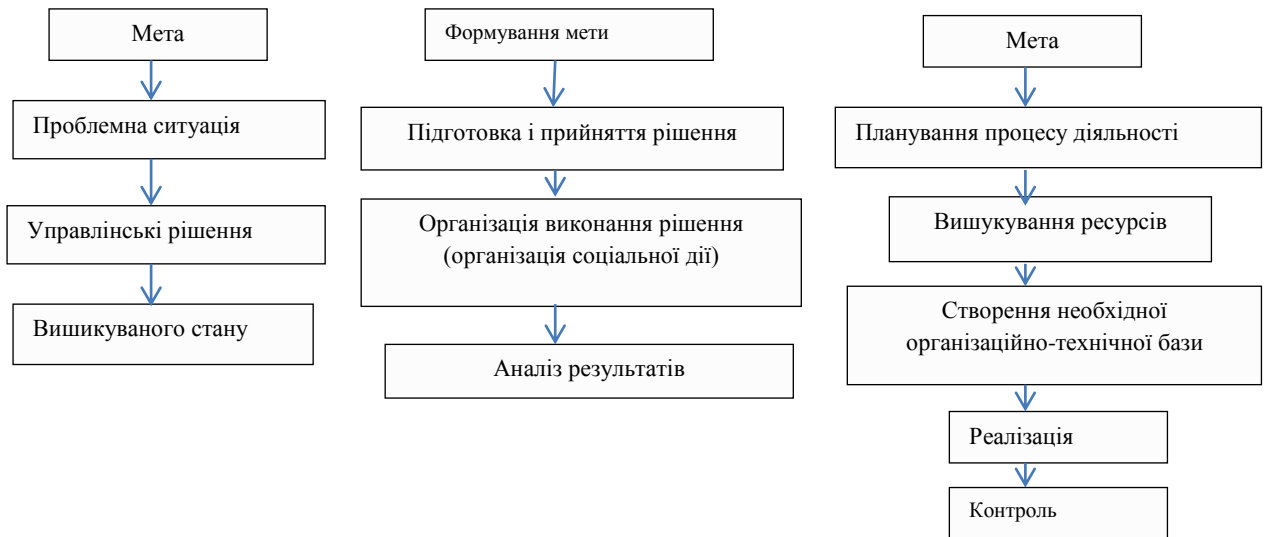 Мета
Проблемна ситуація
Управлінські рішення
Вишикуваного стану
Формування мети
Підготовка і прийняття рішення
Організація виконання рішення
(організація соціальної дії)
Аналіз результатів
Мета
Планування процесу діяльності
Вишукування ресурсів
Створення необхідної
організаційно-технічної бази
Реалізація
Контроль